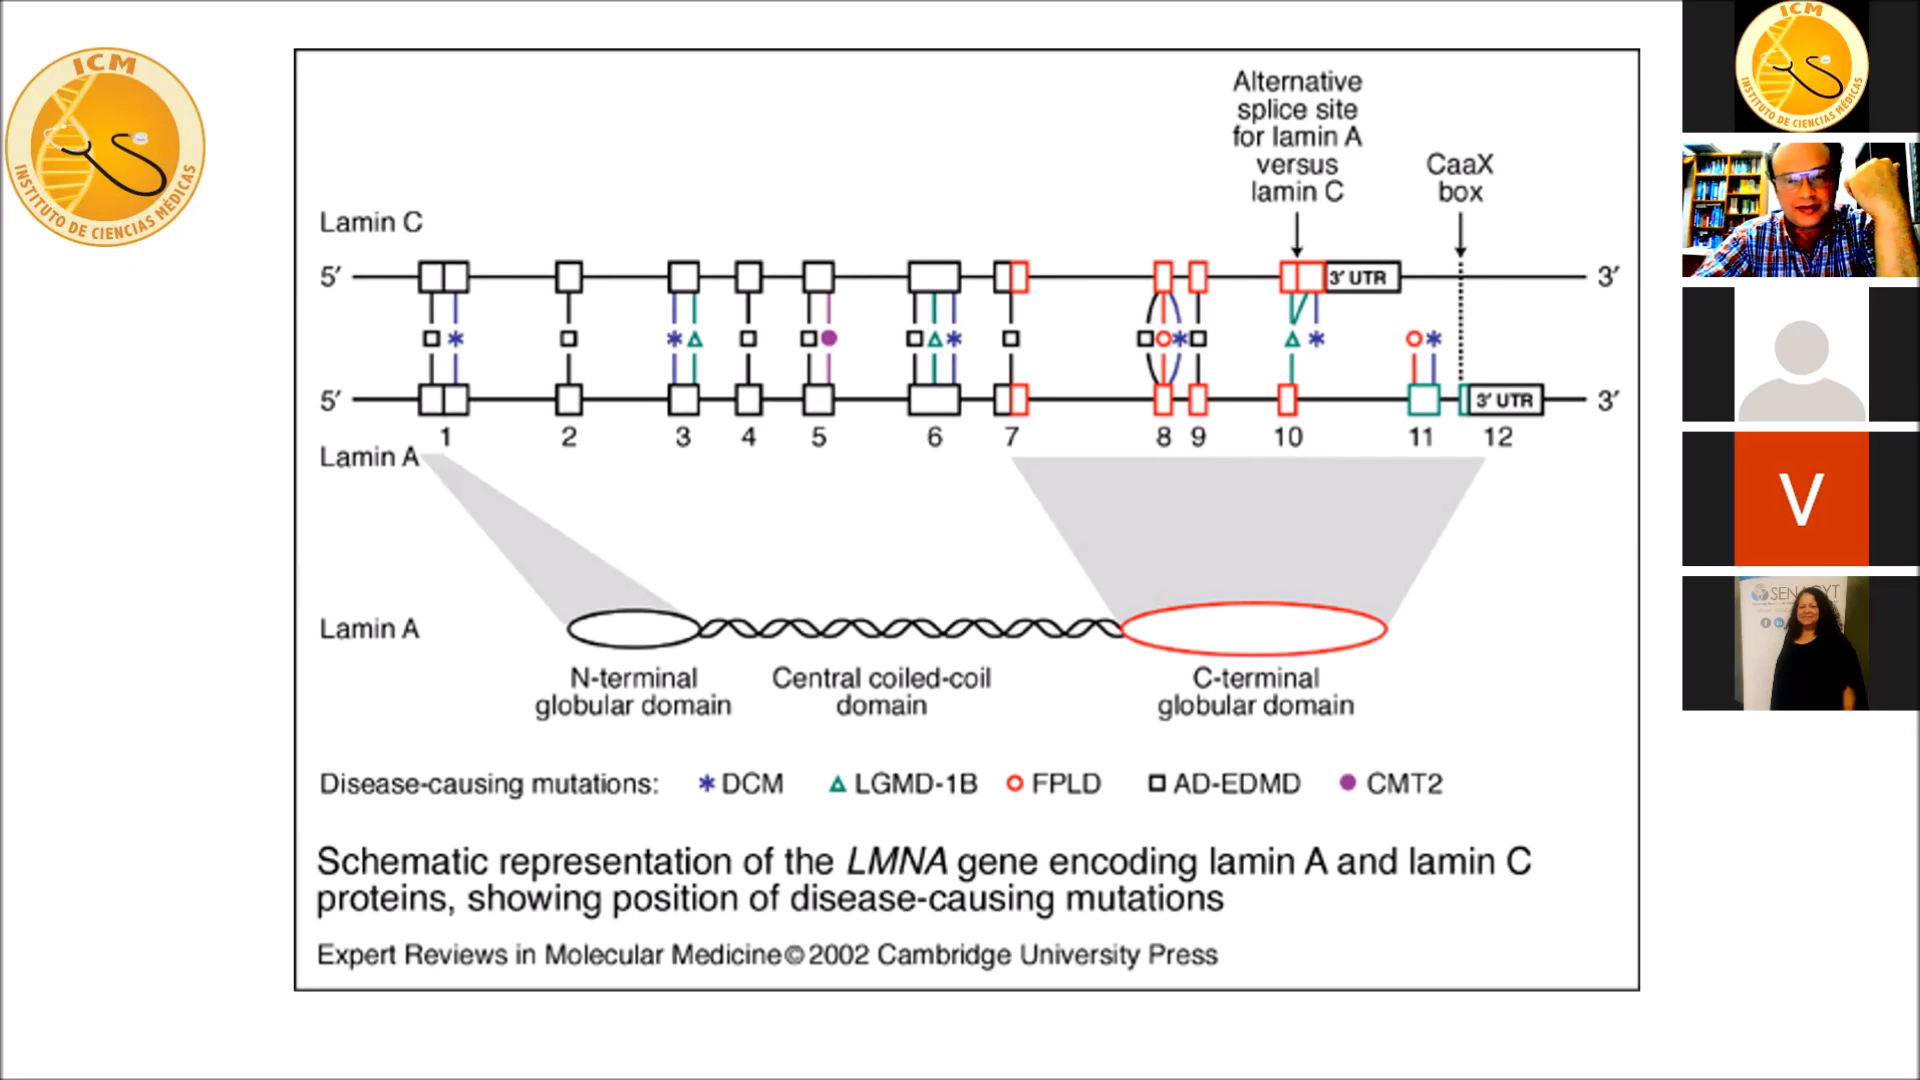 ICM
INSTITUTO DE CIENCIAS MÉDICAS
Alternative
splice site
for lamin A
versus
lamin C
CaaX
box
Lamin C
5′
3′ UTR
3′
5′
3′ UTR
3′
1 2 3 4 5 6 7 8 9 10 11 12
Lamin A
Lamin A
N-terminal
globular domain
Central coiled-coil
domain
C-terminal
globular domain
Disease-causing mutations: * DCM LGMD-1B FPLD AD-EDMD CMT2
Schematic representation of the LMNA gene encoding lamin A and lamin C
proteins, showing position of disease-causing mutations
Expert Reviews in Molecular Medicine©2002 Cambridge University Press
ICM
INSTITUTO DE CIENCIAS MÉDICAS
V